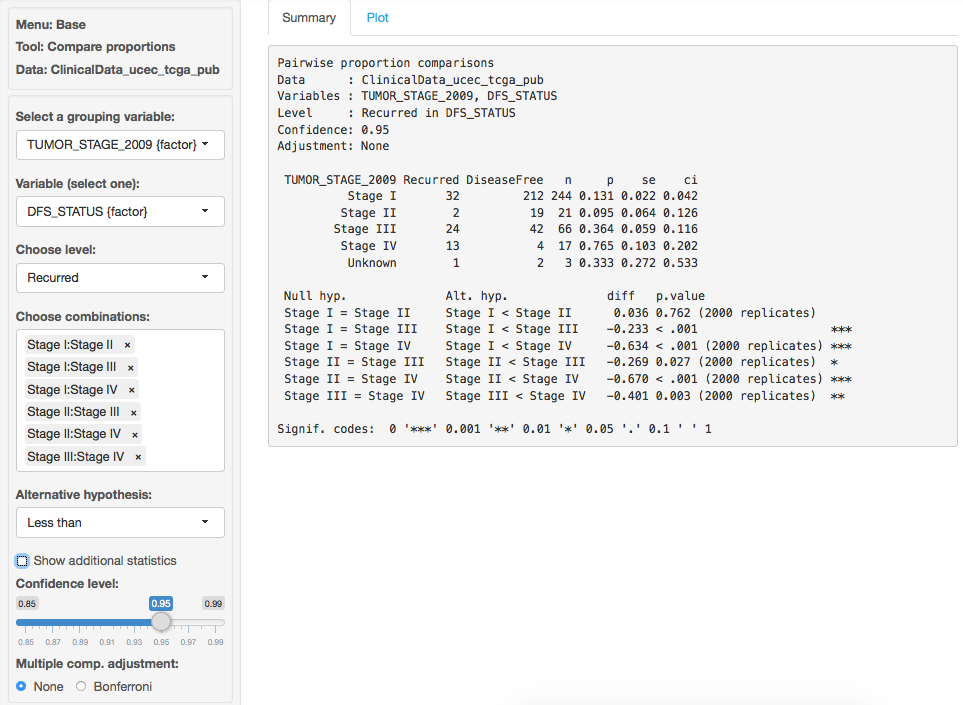 Menu: Base
Tool: Compare proportions
Data: ClinicalData_ucec_tcga_pub
Select a grouping variable:
TUMOR_STAGE_2009 {factor}
Variable (select one):
DFS_STATUS {factor}
Choose level:
Recurred
Choose combinations:
Stage I:Stage II ×
Stage I:Stage III ×
Stage I:Stage IV ×
Stage II:Stage III ×
Stage II:Stage IV ×
Stage III:Stage IV ×
Alternative hypothesis:
Less than
Show additional statistics
Confidence level:
0.85 0.95 0.99
0.85 0.87 0.89 0.91 0.93 0.95 0.97 0.99
Multiple comp. adjustment:
None Bonferroni
Summary Plot
Pairwise proportion comparisons
Data : ClinicalData_ucec_tcga_pub
Variables : TUMOR_STAGE_2009, DFS_STATUS
Level : Recurred in DFS_STATUS
Confidence: 0.95
Adjustment: None
TUMOR_STAGE_2009 Recurred DiseaseFree n p se ci
Stage I 32 212 244 0.131 0.022 0.042
Stage II 2 19 21 0.095 0.064 0.126
Stage III 24 42 66 0.364 0.059 0.116
Stage IV 13 4 17 0.765 0.103 0.202
Unknown 1 2 3 0.333 0.272 0.533
Null hyp. Alt. hyp. diff p.value
Stage I = Stage II Stage I < Stage II 0.036 0.762 (2000 replicates)
Stage I = Stage III Stage I < Stage III -0.233 < .001 ***
Stage I = Stage IV Stage I < Stage IV -0.634 < .001 (2000 replicates) ***
Stage II = Stage III Stage II < Stage III -0.269 0.027 (2000 replicates) *
Stage II = Stage IV Stage II < Stage IV -0.670 < .001 (2000 replicates) ***
Stage III = Stage IV Stage III < Stage IV -0.401 0.003 (2000 replicates) **
Signif. codes: 0 '***' 0.001 '**' 0.01 '*' 0.05 '.' 0.1 ' ' 1